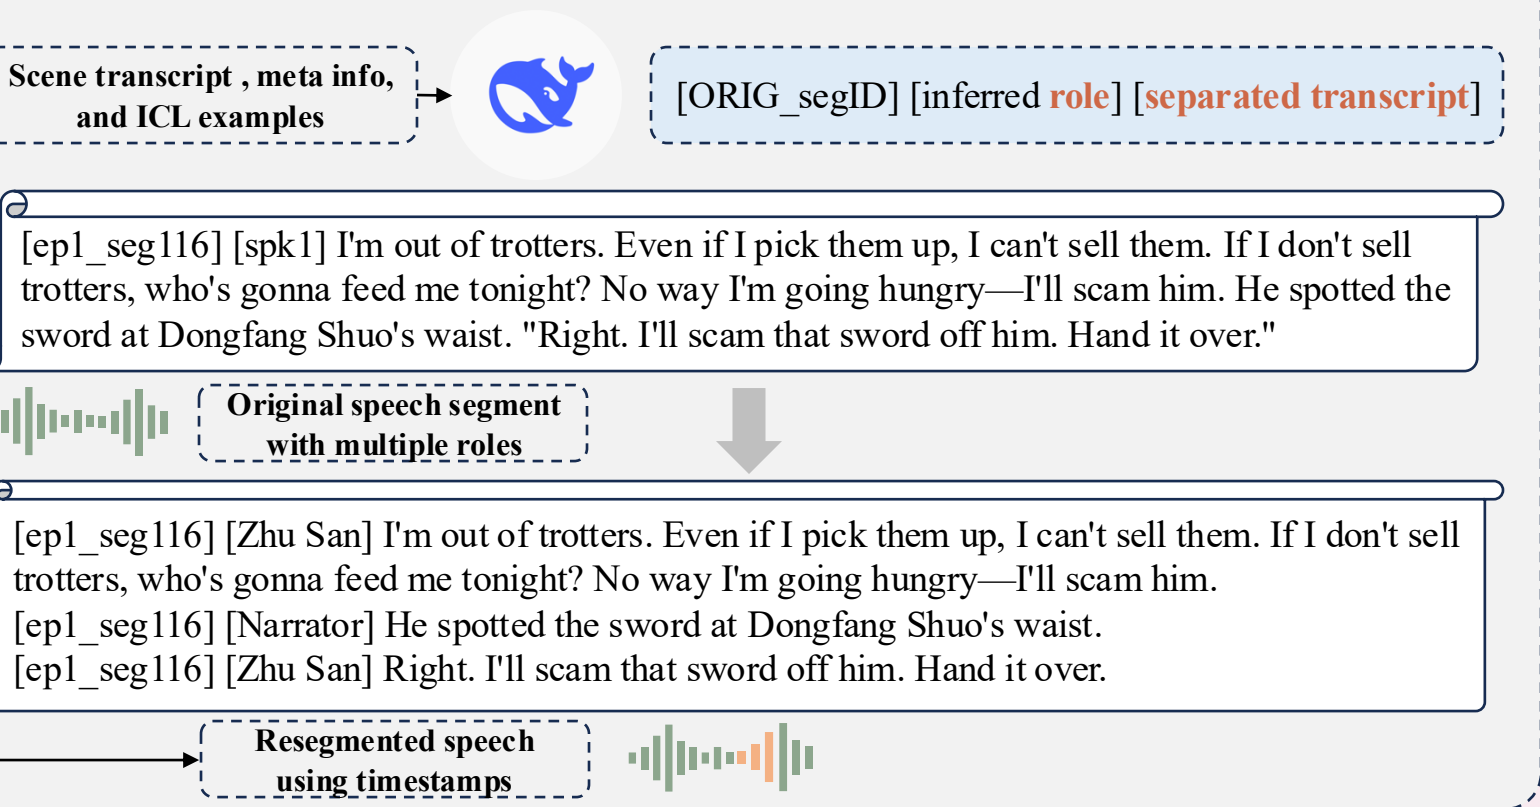 Scene transcript , meta info,
and ICL examples
[ORIG_segID] [inferred role] [separated transcript]
[ep1_seg116] [spk1] I'm out of trotters. Even if I pick them up, I can't sell them. If I don't sell
trotters, who's gonna feed me tonight? No way I'm going hungry—I'll scam him. He spotted the
sword at Dongfang Shuo's waist. "Right. I'll scam that sword off him. Hand it over."
Original speech segment
with multiple roles
[ep1_seg116] [Zhu San] I'm out of trotters. Even if I pick them up, I can't sell them. If I don't sell
trotters, who's gonna feed me tonight? No way I'm going hungry—I'll scam him.
[ep1_seg116] [Narrator] He spotted the sword at Dongfang Shuo's waist.
[ep1_seg116] [Zhu San] Right. I'll scam that sword off him. Hand it over.
Resegmented speech
using timestamps